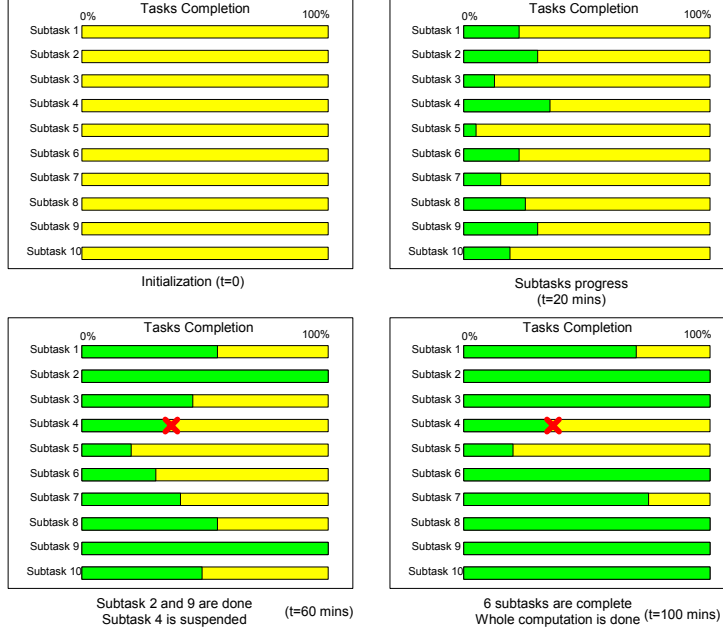 Tasks Completion
0% 100%
Subtask 1
Subtask 2
Subtask 3
Subtask 4
Subtask 5
Subtask 6
Subtask 7
Subtask 8
Subtask 9
Subtask 10
Initialization (t=0)
Tasks Completion
0% 100%
Subtask 1
Subtask 2
Subtask 3
Subtask 4
Subtask 5
Subtask 6
Subtask 7
Subtask 8
Subtask 9
Subtask 10
Subtasks progress
(t=20 mins)
Tasks Completion
0% 100%
Subtask 1
Subtask 2
Subtask 3
Subtask 4
Subtask 5
Subtask 6
Subtask 7
Subtask 8
Subtask 9
Subtask 10
Subtask 2 and 9 are done
Subtask 4 is suspended
(t=60 mins)
Tasks Completion
0% 100%
Subtask 1
Subtask 2
Subtask 3
Subtask 4
Subtask 5
Subtask 6
Subtask 7
Subtask 8
Subtask 9
Subtask 10
6 subtasks are complete
Whole computation is done
(t=100 mins)